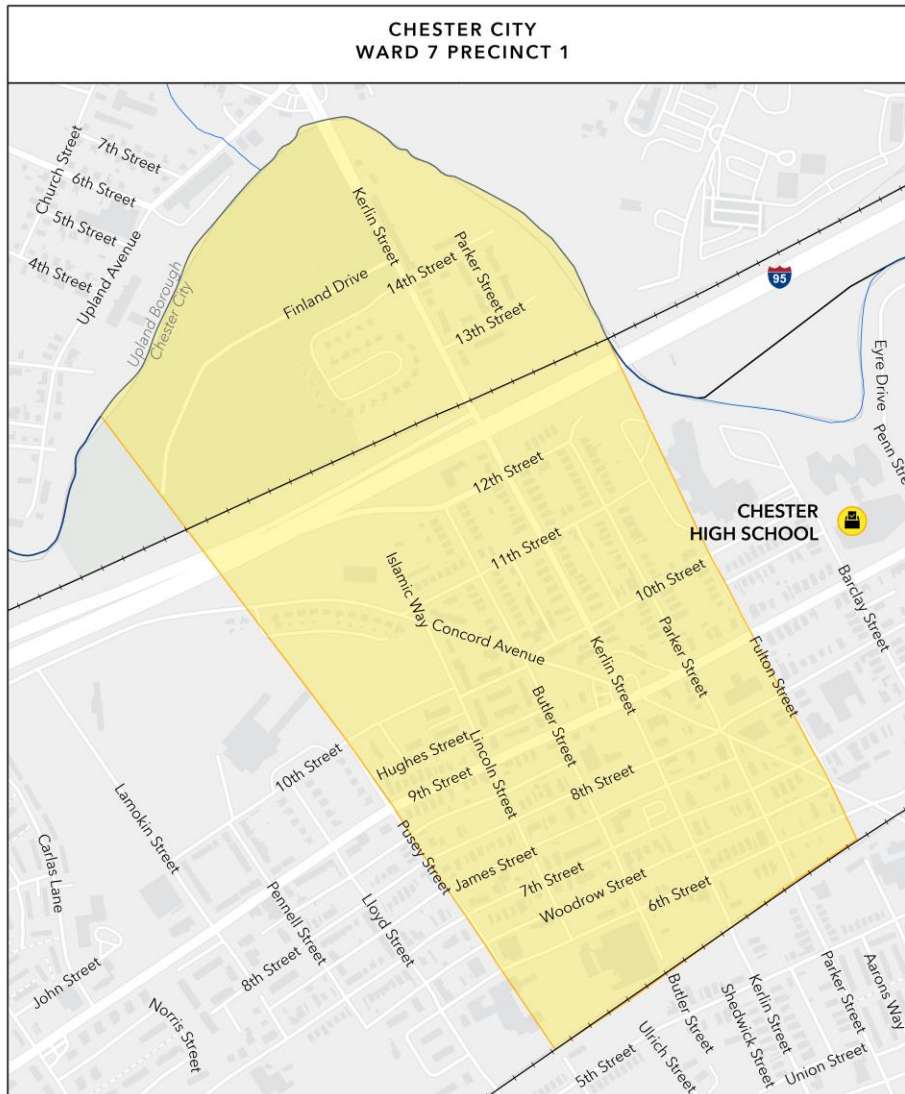 CHESTER CITY
WARD 7 PRECINCT 1
Church Street
7th Street
6th Street
5th Street
4th Street
Upland Avenue
Upland Borough
Chester City
Kerlin Street
Parker Street
Finland Drive
14th Street
13th Street
95
Eyre Drive
Penn Stre
12th Street
CHESTER
HIGH SCHOOL
11th Street
Islamic Way
10th Street
Concord Avenue
Barclay Street
Kerlin Street
Parker Street
Fulton Street
Butler Street
Hughes Street
Lincoln Street
10th Street
9th Street
8th Street
Lamokin Street
Carlas Lane
Pusey Street
James Street
7th Street
Woodrow Street
6th Street
Pennell Street
Lloyd Street
John Street
8th Street
Norris Street
Butler Street
Kerlin Street
Shedwick Street
Parker Street
Aarons Way
5th Street
Ulrich Street
Union Street